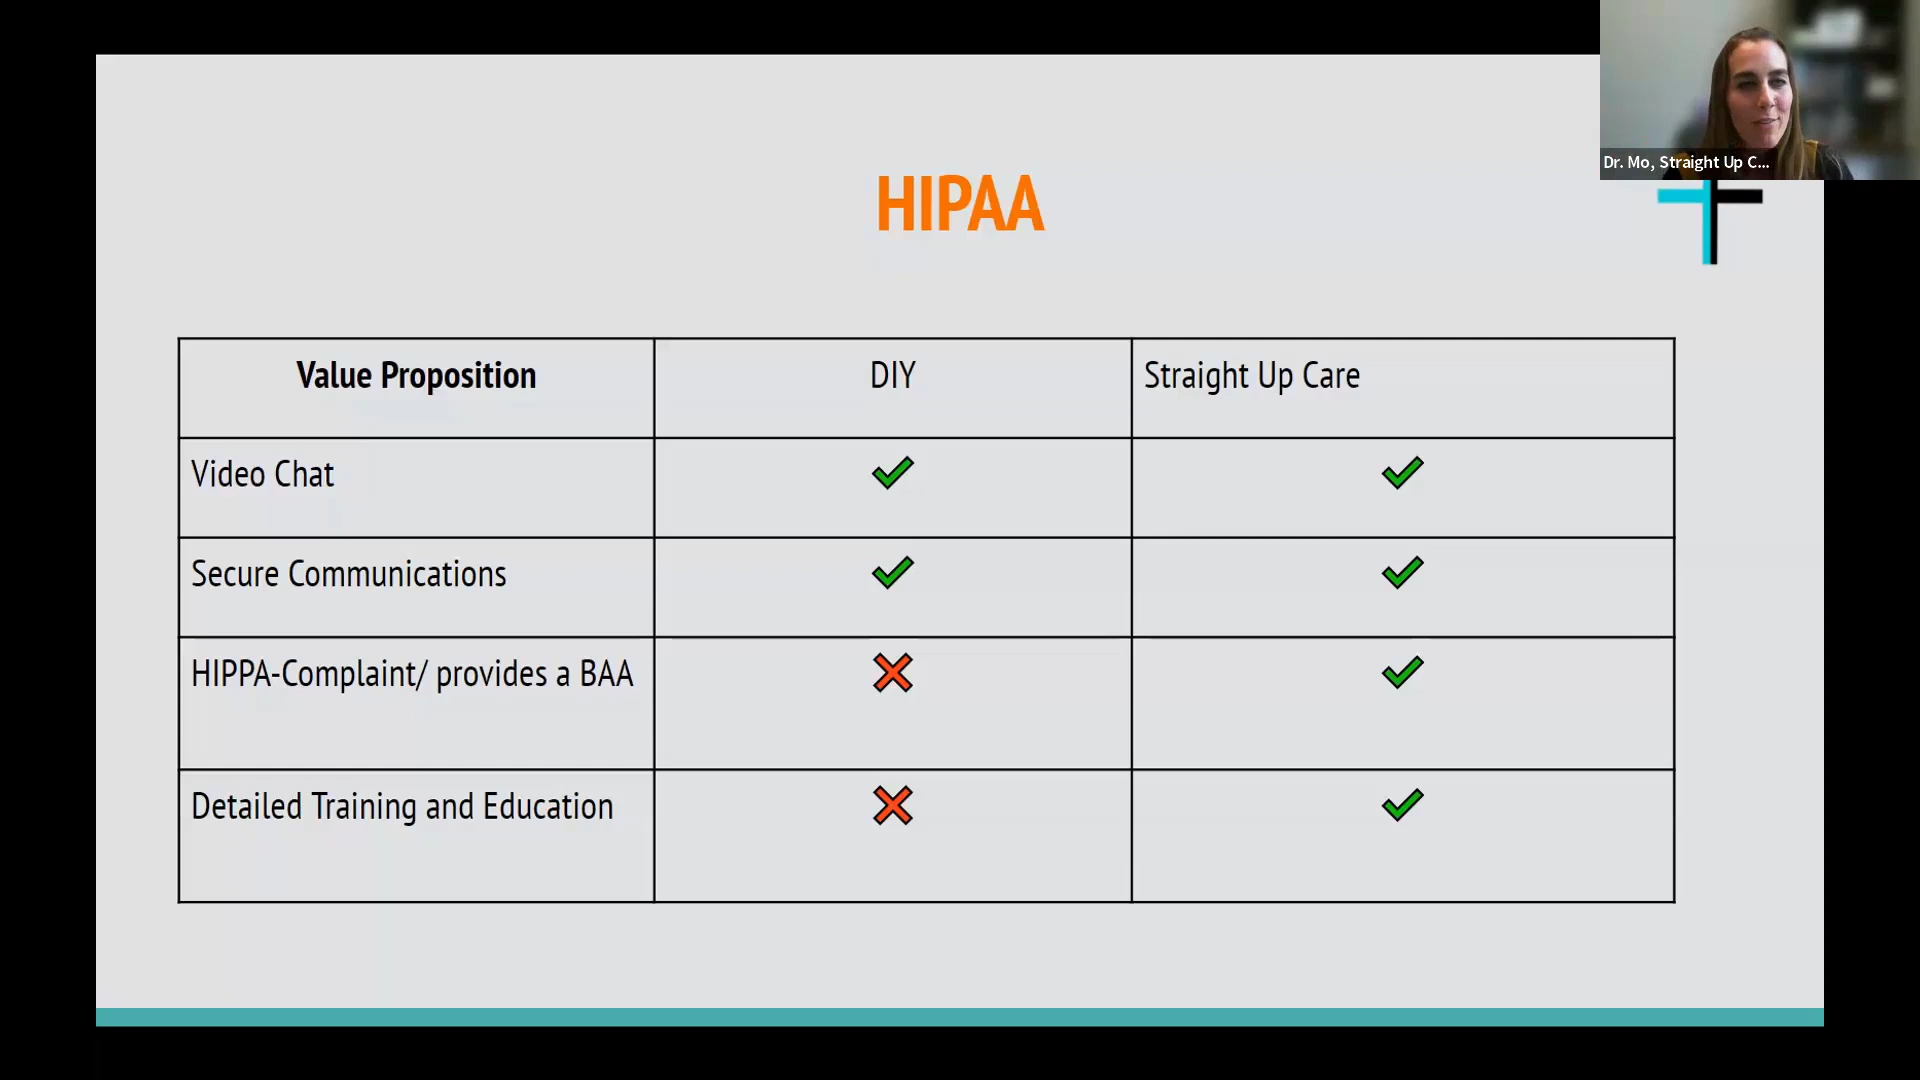 Dr. Mo, Straight Up C...
HIPAA
Value Proposition
DIY
Straight Up Care
Video Chat
Secure Communications
HIPPA-Complaint/ provides a BAA
Detailed Training and Education